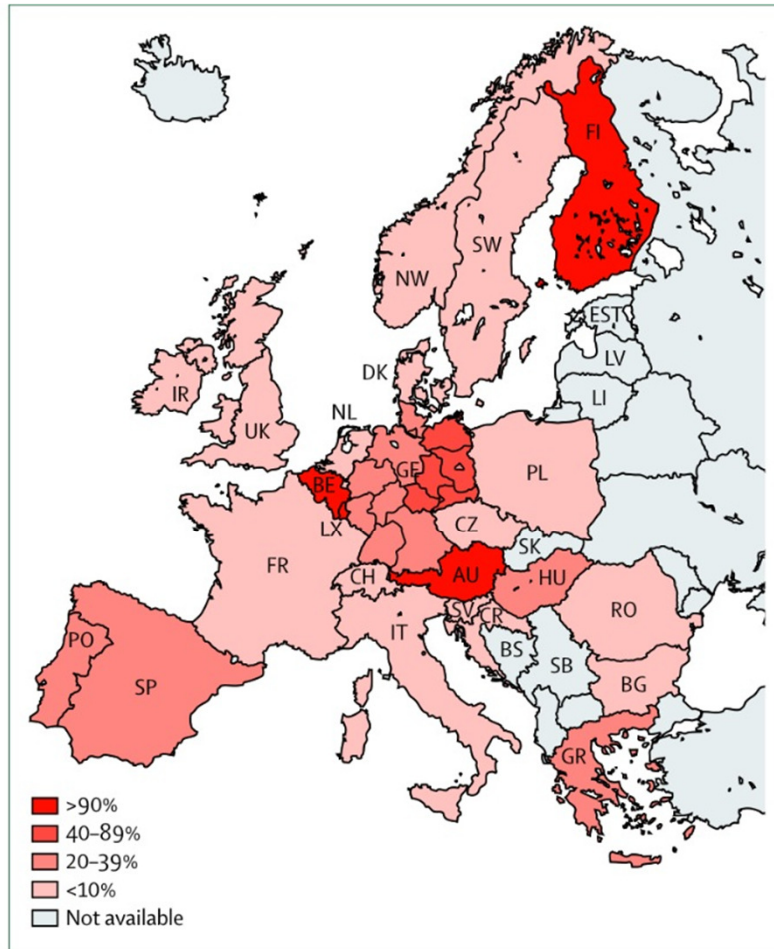 FI
SW
NW
EST
LV
DK
LI
IR
NL
UK
GE
PL
BE
LX
CZ
SK
FR
CH
AU
HU
SV
CR
RO
IT
PO
BS
SB
SP
BG
GR
>90%
40–89%
20–39%
<10%
Not available